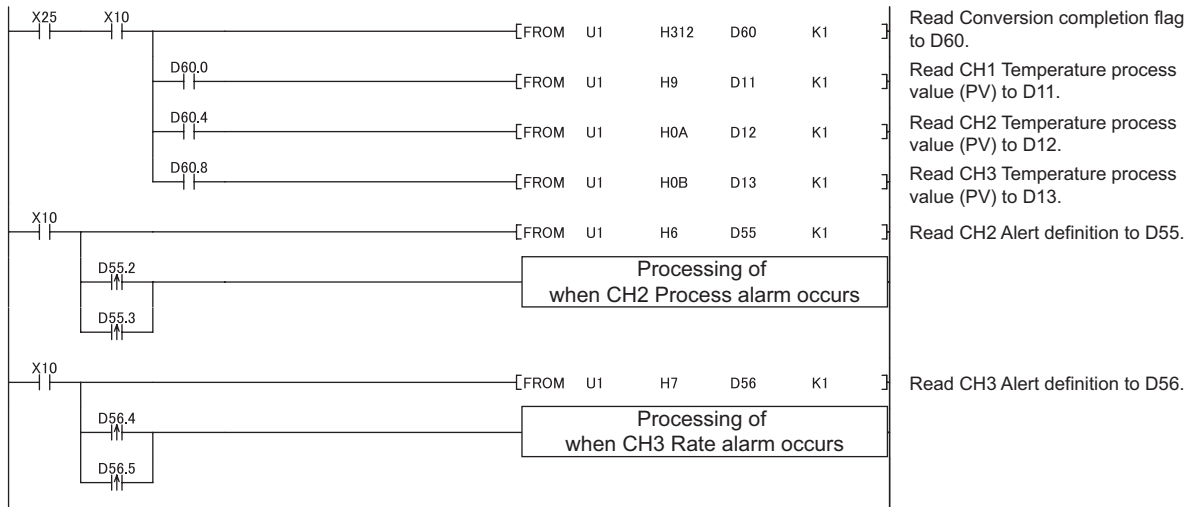 X25 X10
[FROM U1 H312 D60 K1 ]
Read Conversion completion flag
to D60.
D60.0
[FROM U1 H9 D11 K1 ]
Read CH1 Temperature process
value (PV) to D11.
D60.4
[FROM U1 H0A D12 K1 ]
Read CH2 Temperature process
value (PV) to D12.
D60.8
[FROM U1 H0B D13 K1 ]
Read CH3 Temperature process
value (PV) to D13.
X10
[FROM U1 H6 D55 K1 ]
Read CH2 Alert definition to D55.
D55.2
Processing of
when CH2 Process alarm occurs
D55.3
X10
[FROM U1 H7 D56 K1 ]
Read CH3 Alert definition to D56.
D56.4
Processing of
when CH3 Rate alarm occurs
D56.5